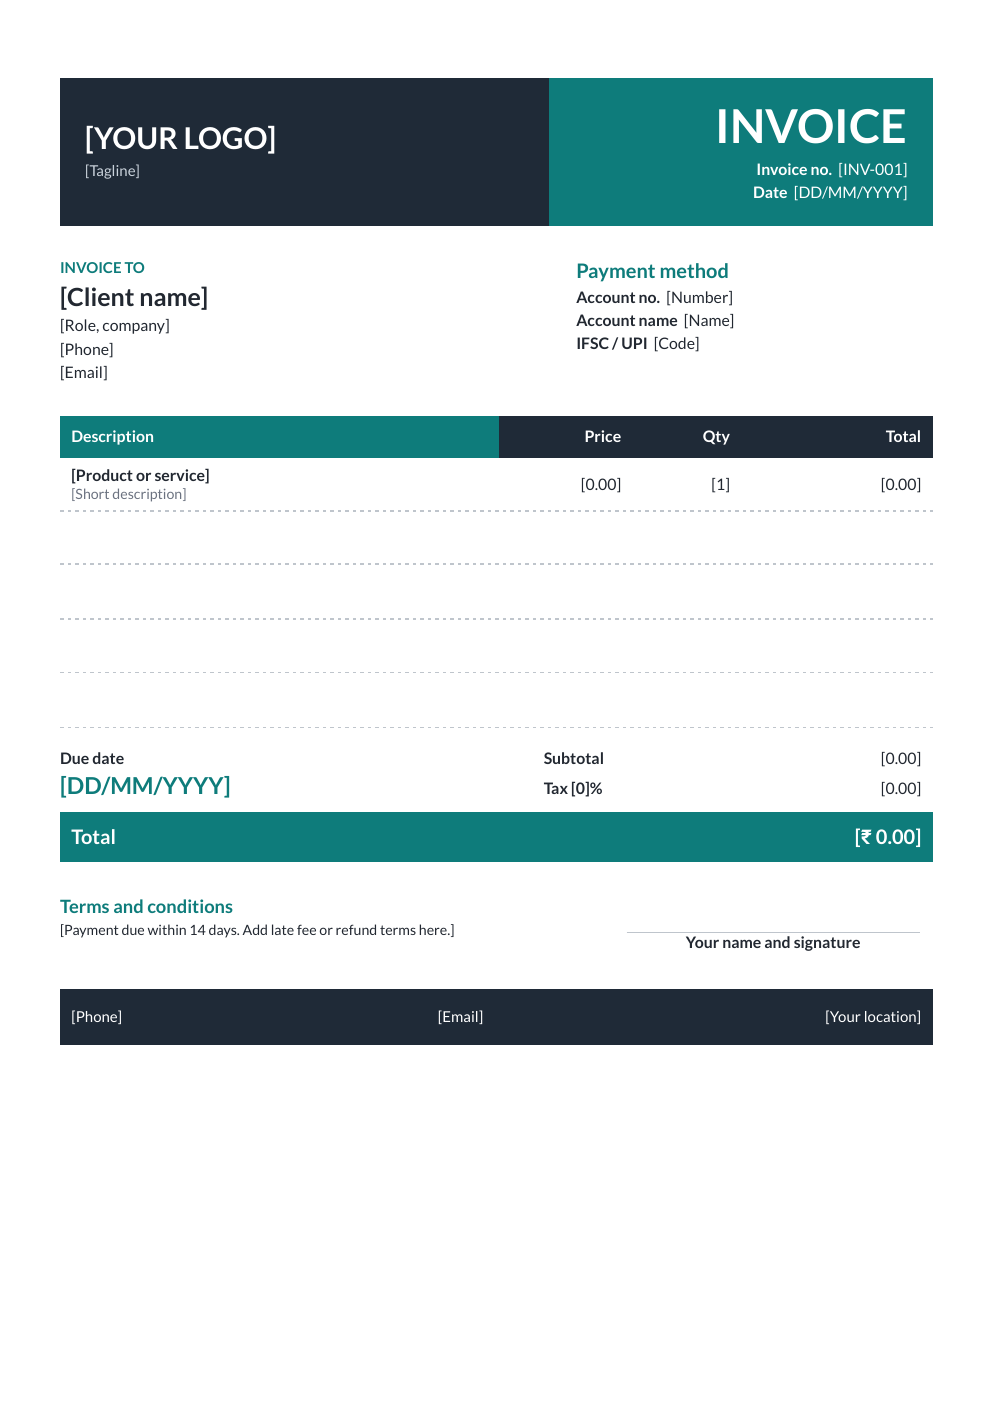 [YOUR LOGO]
[Tagline]
INVOICE
Invoice no. [INV-001]
Date [DD/MM/YYYY]
INVOICE TO
[Client name]
[Role, company]
[Phone]
[Email]
Payment method
Account no. [Number]
Account name [Name]
IFSC / UPI [Code]
Description Price Qty Total
[Product or service]
[Short description]
[0.00] [1] [0.00]
Due date
[DD/MM/YYYY]
Subtotal [0.00]
Tax [0]% [0.00]
Total [₹ 0.00]
Terms and conditions
[Payment due within 14 days. Add late fee or refund terms here.]
Your name and signature
[Phone] [Email] [Your location]